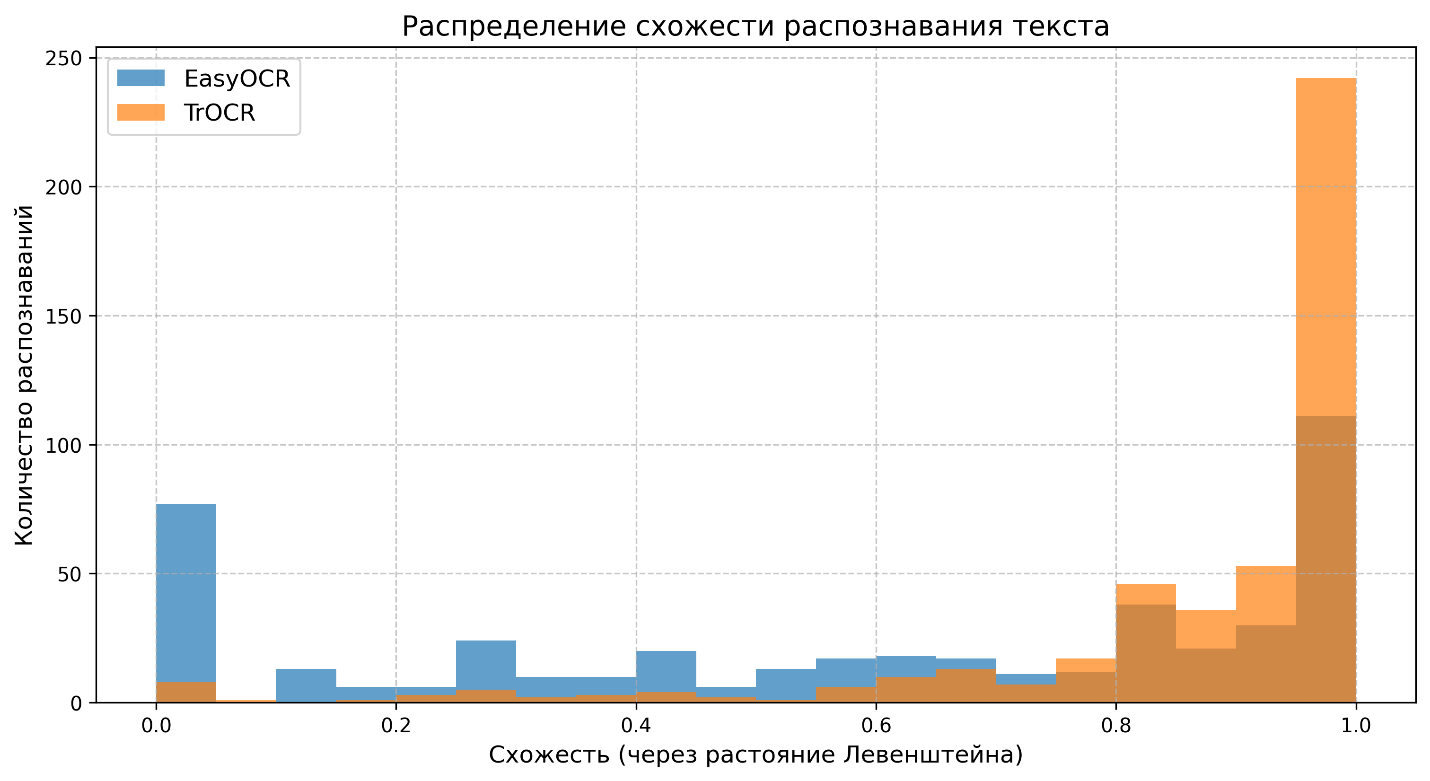 Распределение схожести распознавания текста
EasyOCR
TrOCR
Количество распознаваний
250
200
150
100
50
0
0.0 0.2 0.4 0.6 0.8 1.0
Схожесть (через растояние Левенштейна)